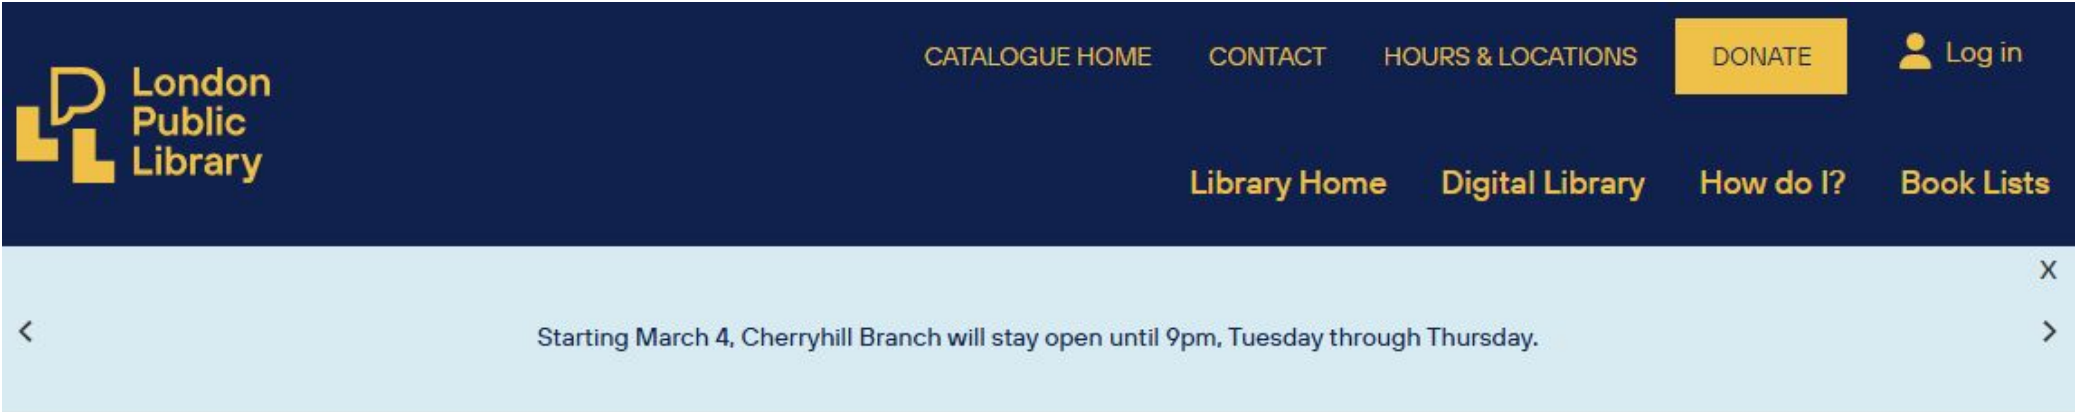 London
Public
Library
CATALOGUE HOME CONTACT HOURS & LOCATIONS DONATE Log in
Library Home Digital Library How do I? Book Lists
X
Starting March 4, Cherryhill Branch will stay open until 9pm, Tuesday through Thursday.